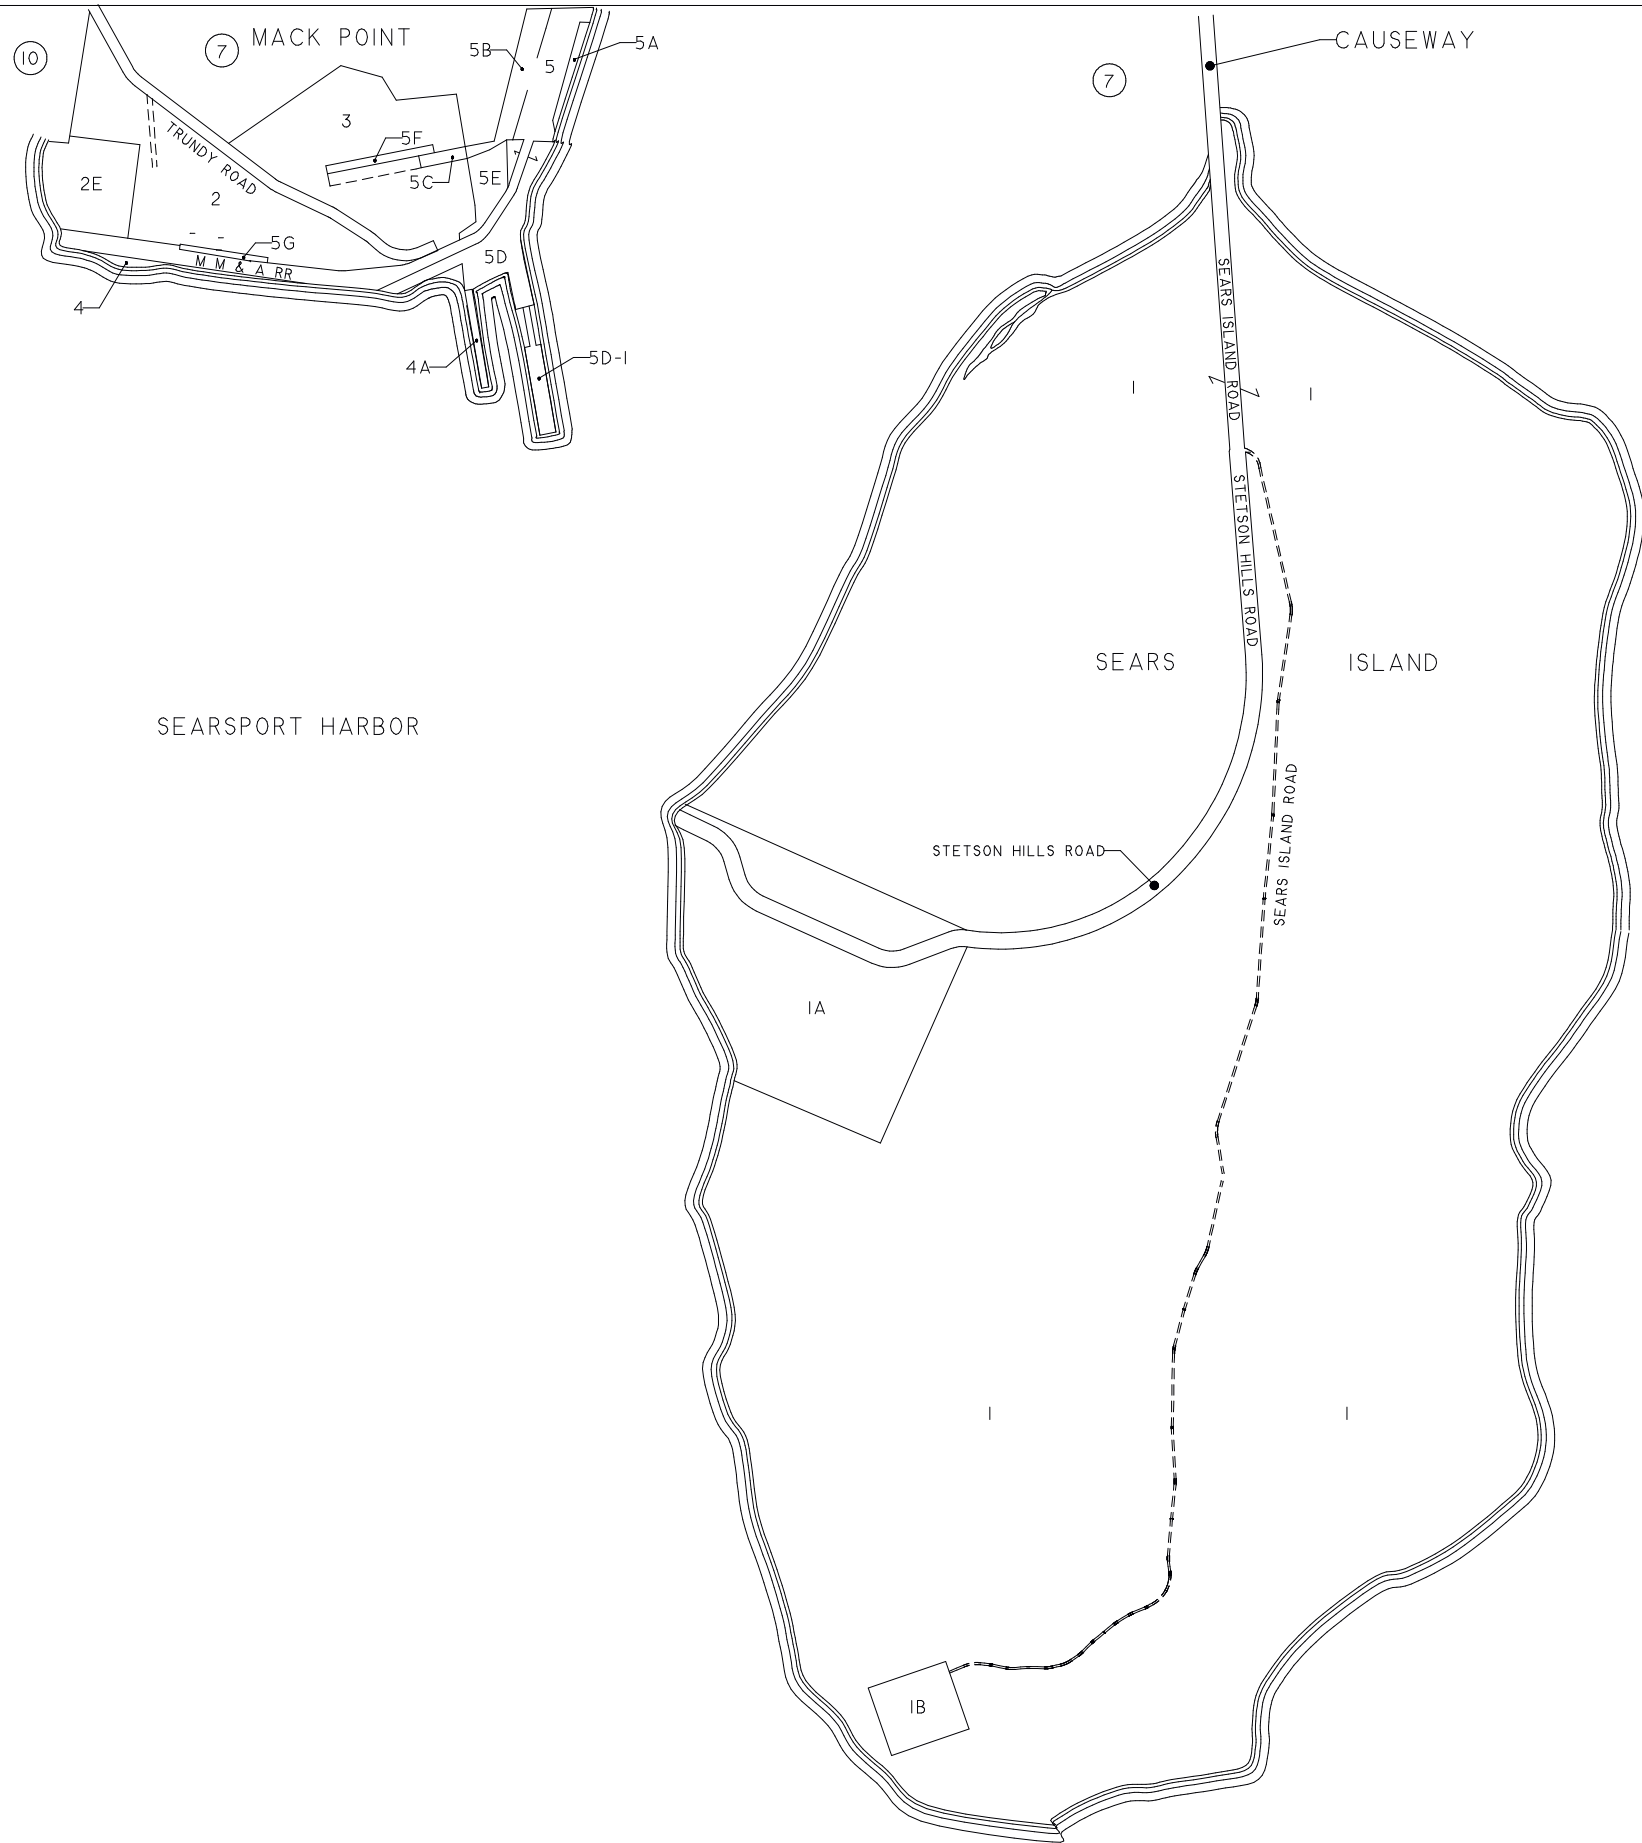 10
7
MACK POINT
5B
5
5A
7
CAUSEWAY
3
TRUNDY ROAD
5F
5C
5E
2E
2
5G
M M & A RR
5D
4
4A
5D-1
SEARS ISLAND ROAD
1
1
STETSON HILLS ROAD
SEARS
ISLAND
SEARSPORT HARBOR
SEARS ISLAND ROAD
STETSON HILLS ROAD
1A
1
1
1B